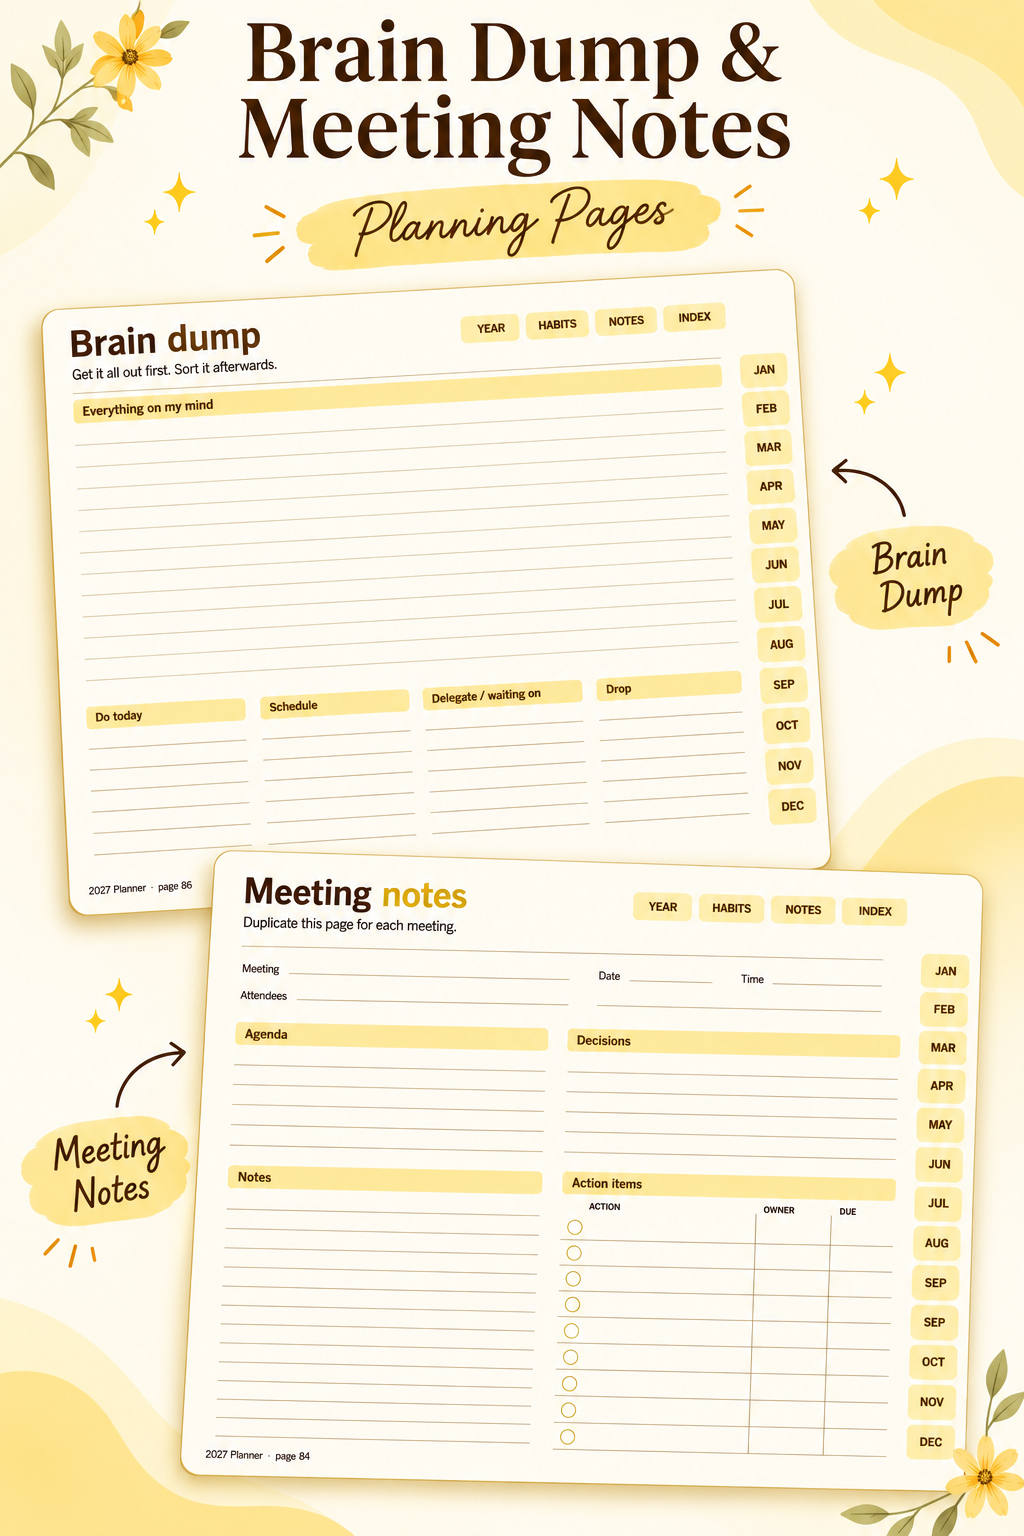 Brain Dump &
Meeting Notes
Planning Pages
Brain dump
Get it all out first. Sort it afterwards.
YEAR HABITS NOTES INDEX
Everything on my mind
JAN
FEB
MAR
APR
MAY
JUN
JUL
AUG
SEP
OCT
NOV
DEC
Do today Schedule Delegate / waiting on Drop
2027 Planner · page 86
Brain
Dump
Meeting notes
Duplicate this page for each meeting.
YEAR HABITS NOTES INDEX
Meeting Date Time
Attendees
Agenda Decisions
Notes Action items
ACTION OWNER DUE
JAN
FEB
MAR
APR
MAY
JUN
JUL
AUG
SEP
SEP
OCT
NOV
DEC
2027 Planner · page 84
Meeting
Notes